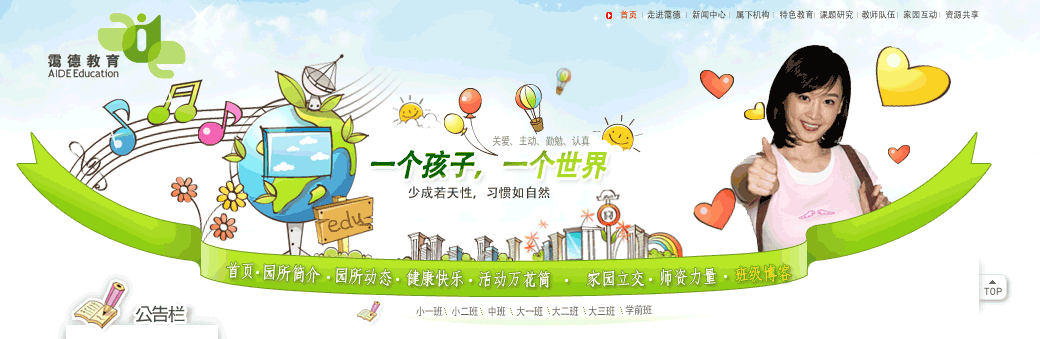 首页 | 走进霭德 | 新闻中心 | 属下机构 | 特色教育 | 课题研究 | 教师队伍 | 家园互动 | 资源共享
霭德教育
AIDE Education
关爱、主动、勤勉、认真
一个孩子，一个世界
少成若天性，习惯如自然
edu
首页·园所简介·园所动态·健康快乐·活动万花筒 · 家园立交·师资力量·班级博客
TOP
公告栏
小一班 小二班 中班 大一班 大二班 大三班 学前班